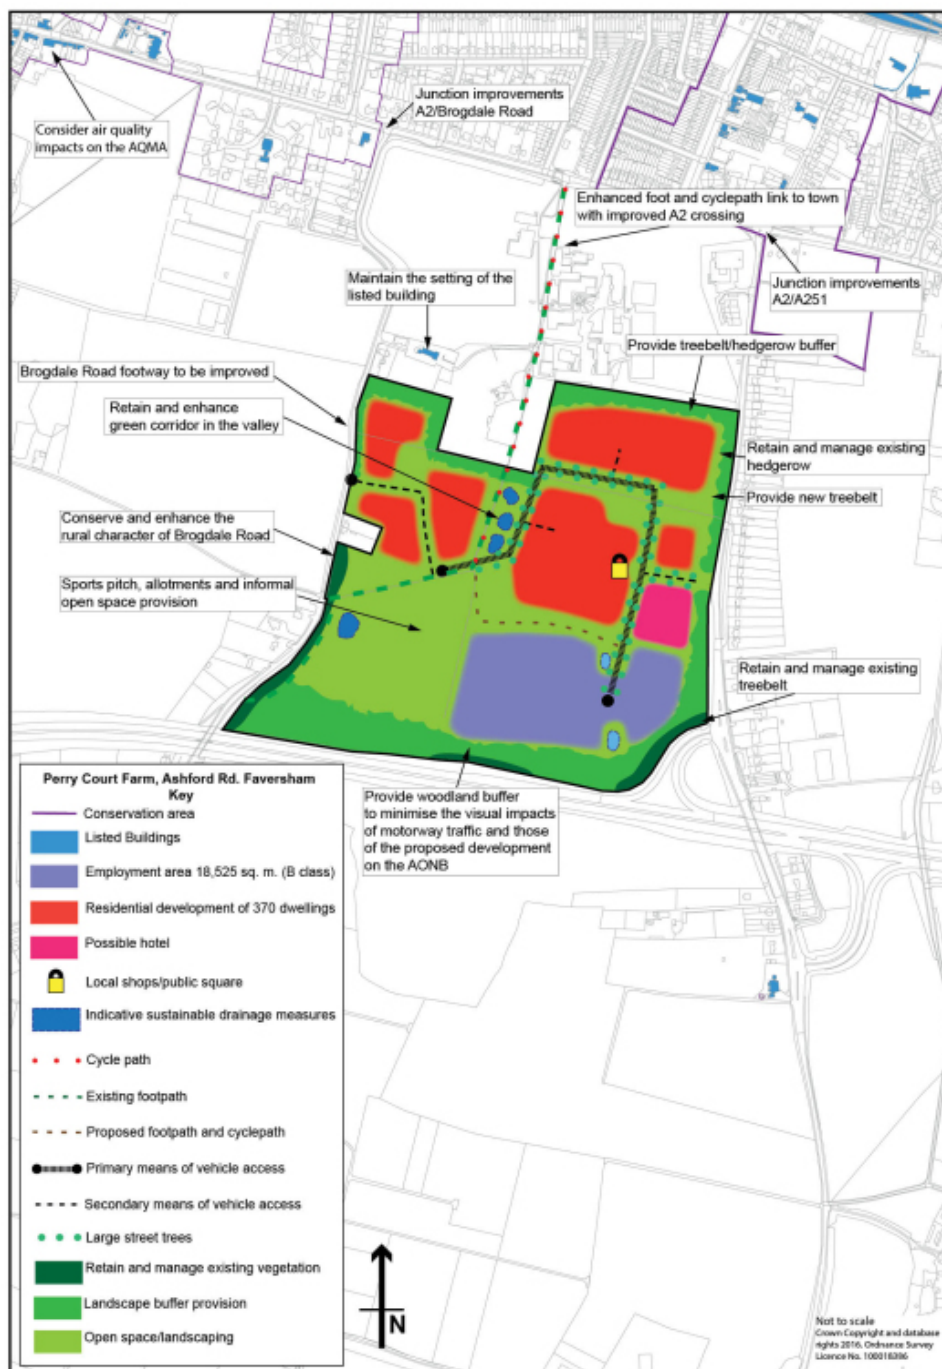 Junction improvements
A2/Brogdale Road
Consider air quality
impacts on the AQMA
Enhanced foot and cyclepath link to town
with improved A2 crossing
Maintain the setting of the
listed building
Junction improvements
A2/A251
Provide treebelt/hedgerow buffer
Brogdale Road footway to be improved
Retain and enhance
green corridor in the valley
Retain and manage existing
hedgerow
Provide new treebelt
Conserve and enhance the
rural character of Brogdale Road
Sports pitch, allotments and informal
open space provision
Retain and manage existing
treebelt
Provide woodland buffer
to minimise the visual impacts
of motorway traffic and those
of the proposed development
on the AONB
Perry Court Farm, Ashford Rd. Faversham
Key
Conservation area
Listed Buildings
Employment area 18,525 sq. m. (B class)
Residential development of 370 dwellings
Possible hotel
Local shops/public square
Indicative sustainable drainage measures
Cycle path
Existing footpath
Proposed footpath and cyclepath
Primary means of vehicle access
Secondary means of vehicle access
Large street trees
Retain and manage existing vegetation
Landscape buffer provision
Open space/landscaping
N
Not to scale
Crown Copyright and database
rights 2016. Ordnance Survey
Licence No. 100018386